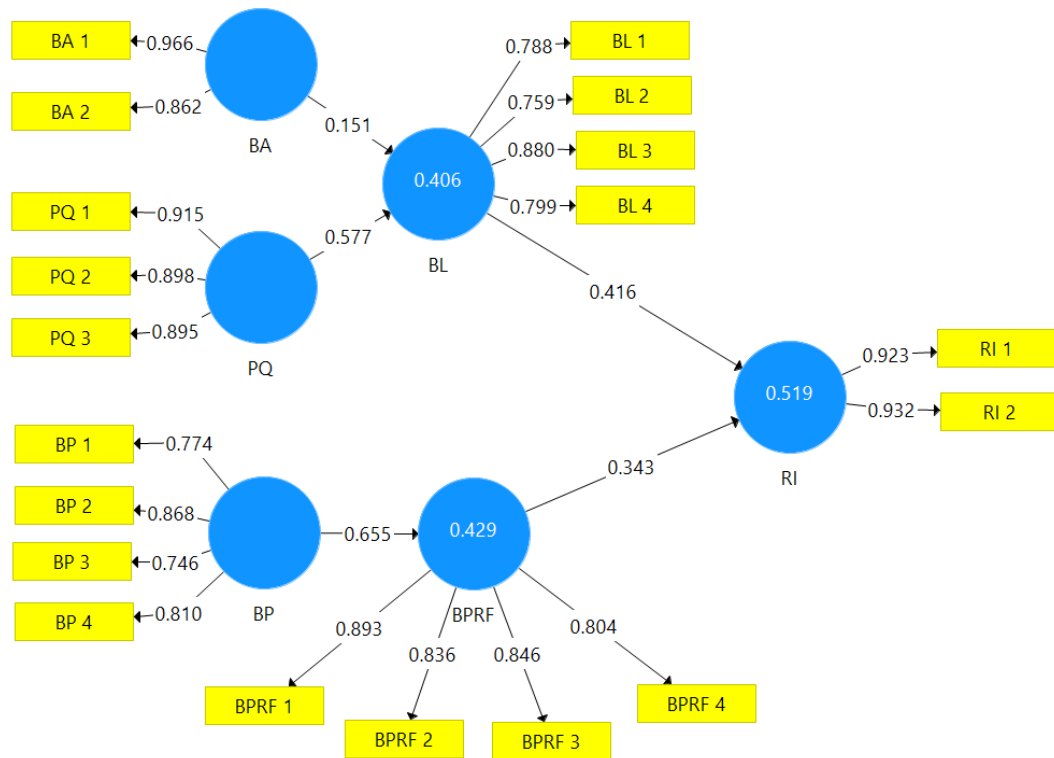 BA 1
0.966
BA 2
0.862
BA
0.151
PQ 1
0.915
PQ 2
0.898
PQ 3
0.895
PQ
0.577
0.406
BL
0.788
BL 1
0.759
BL 2
0.880
BL 3
0.799
BL 4
0.416
BP 1
0.774
BP 2
0.868
BP 3
0.746
BP 4
0.810
BP
0.655
0.429
BPRF
0.343
0.893
0.836
0.846
0.804
BPRF 1
BPRF 2
BPRF 3
BPRF 4
0.519
RI
0.923
RI 1
0.932
RI 2